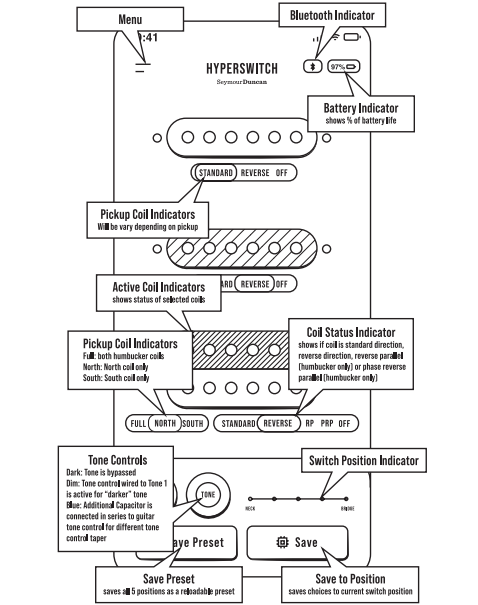 Menu
Bluetooth Indicator
9:41
HYPERSWITCH
Seymour Duncan
97%
Battery Indicator
shows % of battery life
STANDARD REVERSE OFF
Pickup Coil Indicators
Will be vary depending on pickup
RD REVERSE OFF
Active Coil Indicators
shows status of selected coils
Pickup Coil Indicators
Full: both humbucker coils
North: North coil only
South: South coil only
Coil Status Indicator
shows if coil is standard direction,
reverse direction, reverse parallel
(humbucker only) or phase reverse
parallel (humbucker only)
FULL NORTH SOUTH
STANDARD REVERSE RP PRP OFF
Tone Controls
Dark: Tone is bypassed
Dim: Tone control wired to Tone 1
is active for "darker" tone
Blue: Additional Capacitor is
connected in series to guitar
tone control for different tone
control taper
TONE
Switch Position Indicator
NECK
BRIDGE
ave Preset
Save
Save Preset
saves all 5 positions as a reloadable preset
Save to Position
saves choices to current switch position